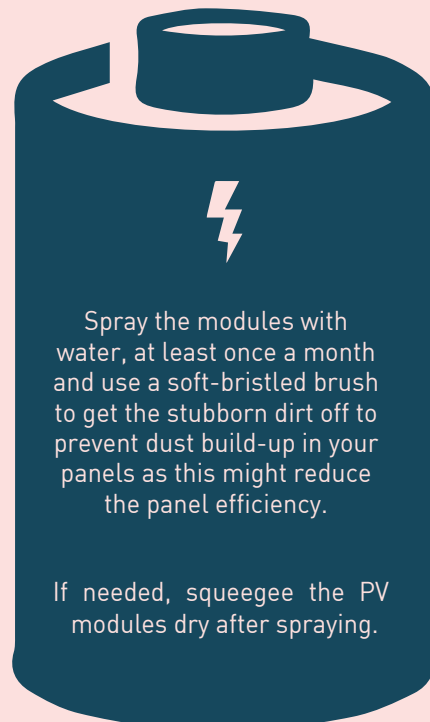 Spray the modules with
water, at least once a month
and use a soft-bristled brush
to get the stubborn dirt off to
prevent dust build-up in your
panels as this might reduce
the panel efficiency.
If needed, squeegee the PV
modules dry after spraying.